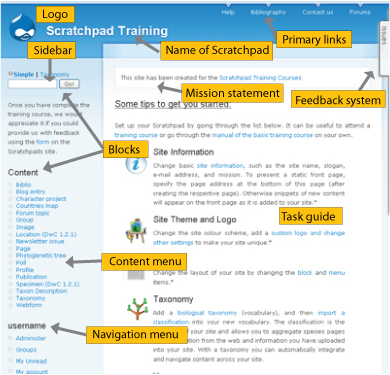 Logo
Help
Bibliography
Contact us
Forums
Scratchpad Training
Issues
Sidebar
Name of Scratchpad
Primary links
Simple | Taxonomy
Go!
This site has been created for the Scratchpad Training Courses
Mission statement
Feedback system
Some tips to get you started:
Once you have completed
the training course, we would
appreciate it if you could
provide us with feedback
using the form on the
Scratchpads site.
Blocks
Set up your Scratchpad by going through the list below. It can be useful to attend a
training course or go through the manual of the basic training course on your own.
Site Information
Change basic site information, such as the site name, slogan,
e-mail address, and mission. To present a static front page,
specify the page address at the bottom of this page (after
creating the respective page). Otherwise snippets of new content
will appear on the front page as it is added to your site.*
Content
Biblio
Blog entry
Character project
Countries map
Forum topic
Group
Image
Location (DwC 1.2.1)
Newsletter issue
Page
Phylogenetic tree
Poll
Profile
Publication
Specimen (DwC 1.2.1)
Taxon Description
Taxonomy
Webform
Site Theme and Logo
Task guide
Change the site colour scheme, add a custom logo and change
other settings to make your site unique.*
Content menu
Change the layout of your site by changing the block and menu
items.*
Taxonomy
Add a biological taxonomy (vocabulary), and then import a
classification into your new vocabulary. The classification is the
of your site and allows you to aggregate species pages
information from the web and information you have uploaded
into your site. With a taxonomy you can automatically integrate
and navigate content across your site.
username
Navigation menu
Administer
Groups
My Unread
My account